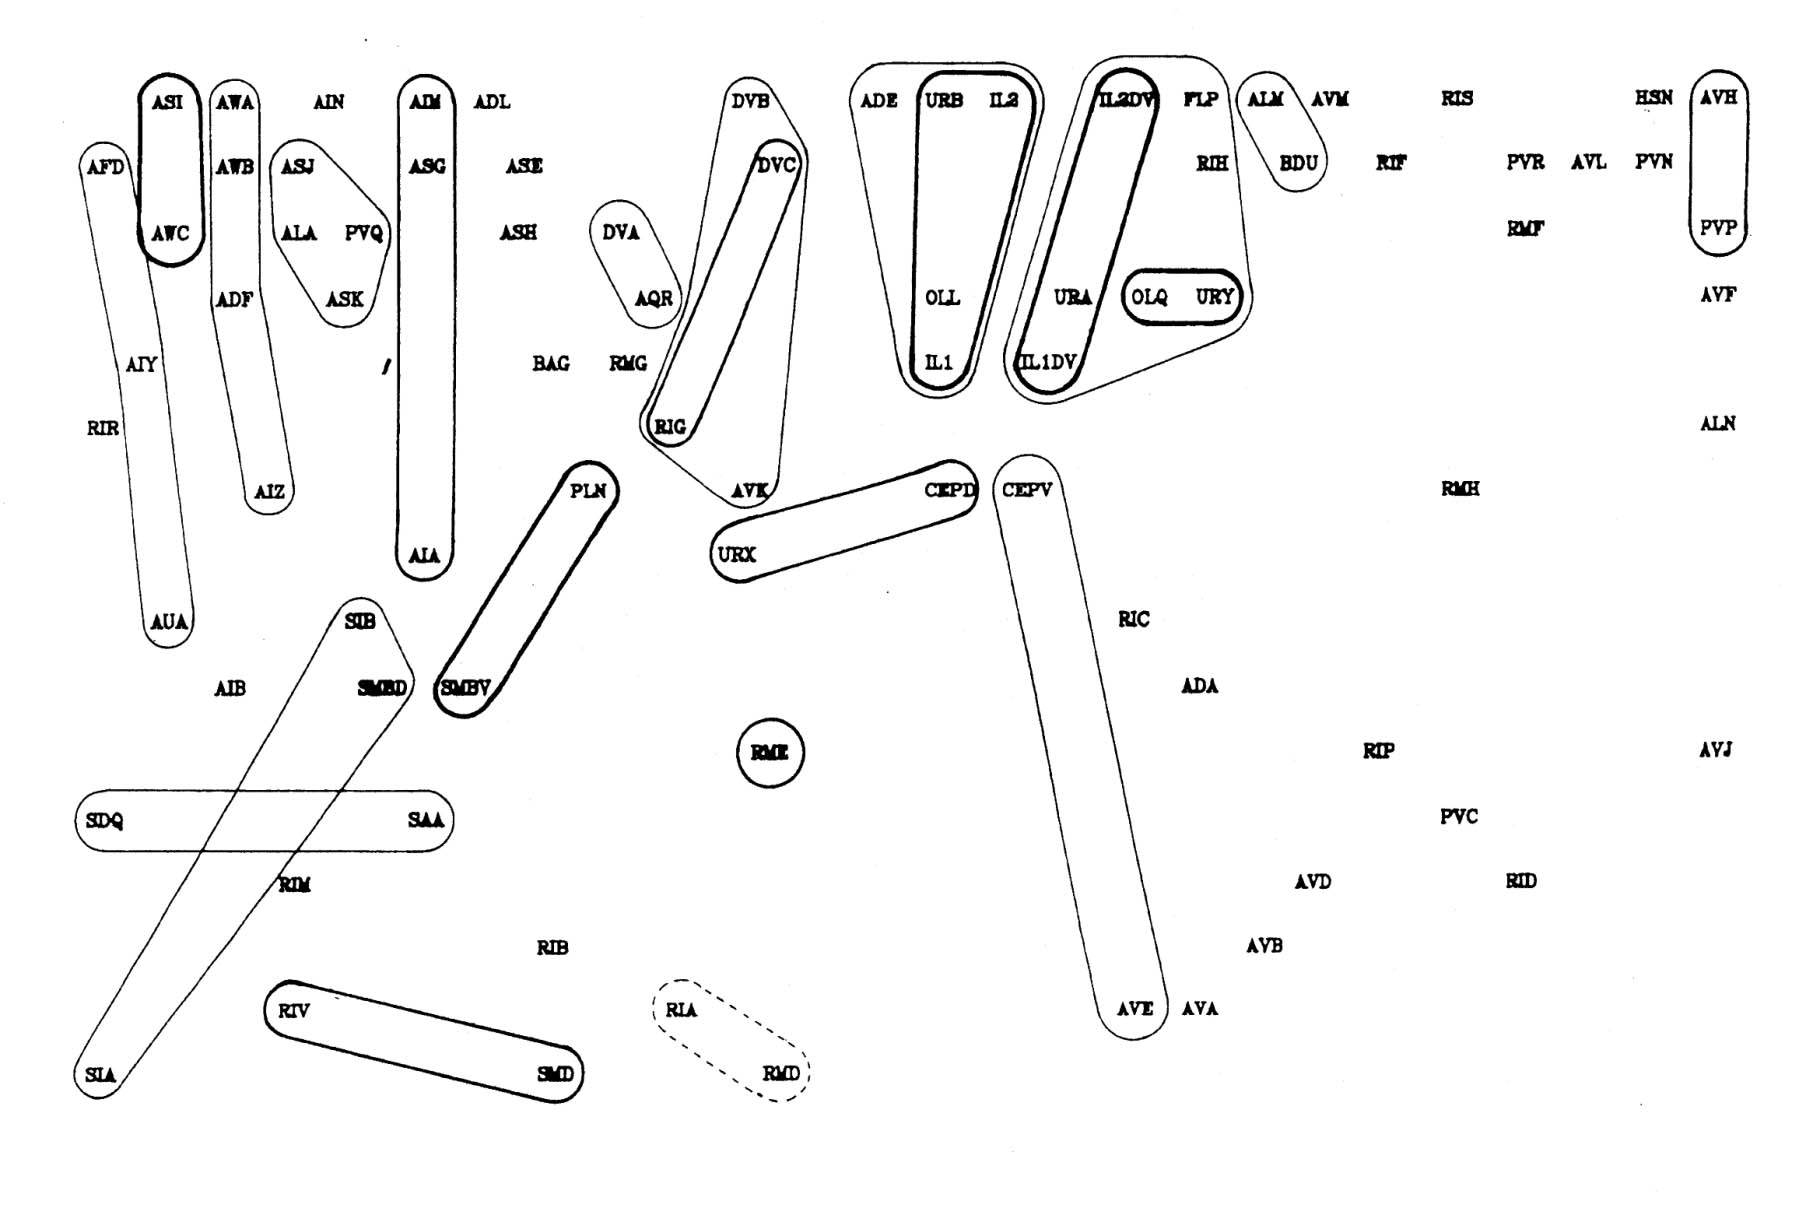 ASI AWA AIN AIM ADL DVB ADE URB IL2 IL2DV FLP ALM AVM RIS HSN AVH
AFD AWB ASJ ASG ASE DVC RIH BDU RIF PVR AVL PVN
AWC ALA PVQ ASH DVA RMF PVP
ADF ASK AQR OLL URA OLQ URY AVF
AIY BAG RMG IL1 IL1DV
RIR RIG ALN
AIZ PLN AVK CEPD CEPV RMH
AIA URX
AUA SIB RIC
AIB SMBD SMBV ADA
RME RIP AVJ
SDQ SAA PVC
RIM AVD RID
RIB AVB
RIV RIA AVE AVA
SIA SMD RMD